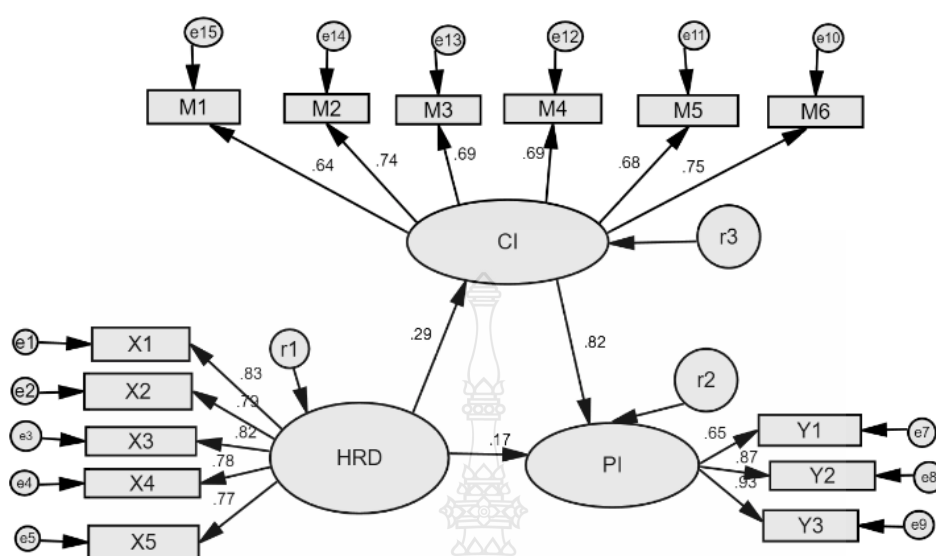 e15 e14 e13 e12 e11 e10
M1 M2 M3 M4 M5 M6
.64 .74 .69 .69 .68 .75
CI r3
.29 .82
r1 r2
e1 X1 .83
e2 X2 .79
e3 X3 .82
e4 X4 .78
e5 X5 .77
HRD .17 PI
.65 Y1 e7
.87 Y2 e8
.93 Y3 e9